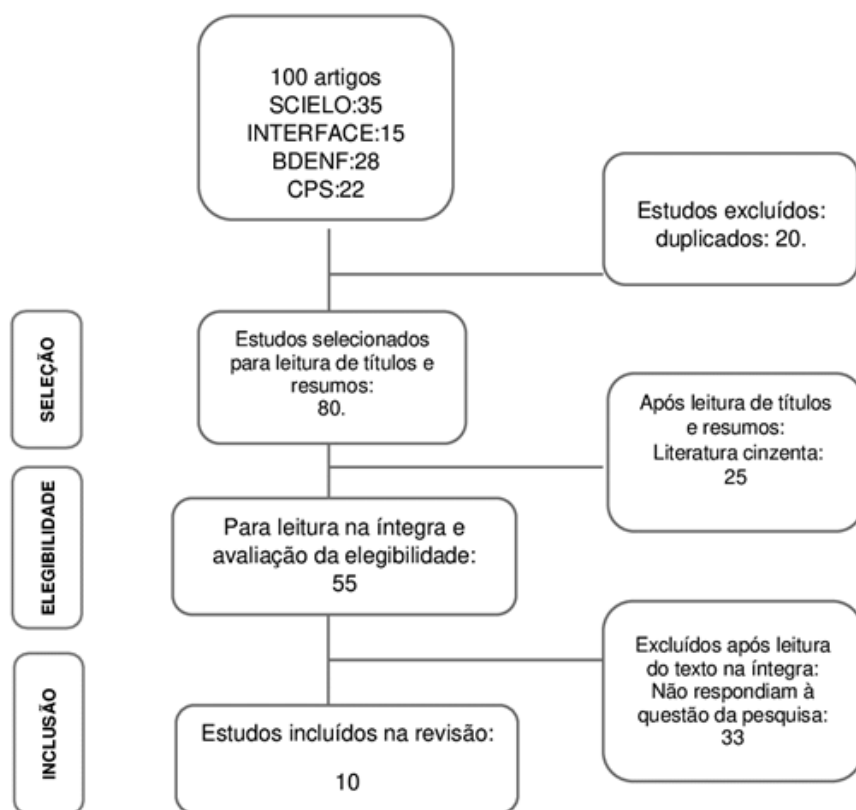 100 artigos
SCIELO:35
INTERFACE:15
BDENF:28
CPS:22
Estudos excluídos:
duplicados: 20.
SELEÇÃO
Estudos selecionados
para leitura de títulos e
resumos:
80.
Após leitura de títulos
e resumos:
Literatura cinzenta:
25
ELEGIBILIDADE
Para leitura na íntegra e
avaliação da elegibilidade:
55
Excluídos após leitura
do texto na íntegra:
Não respondiam à
questão da pesquisa:
33
INCLUSÃO
Estudos incluídos na revisão:
10